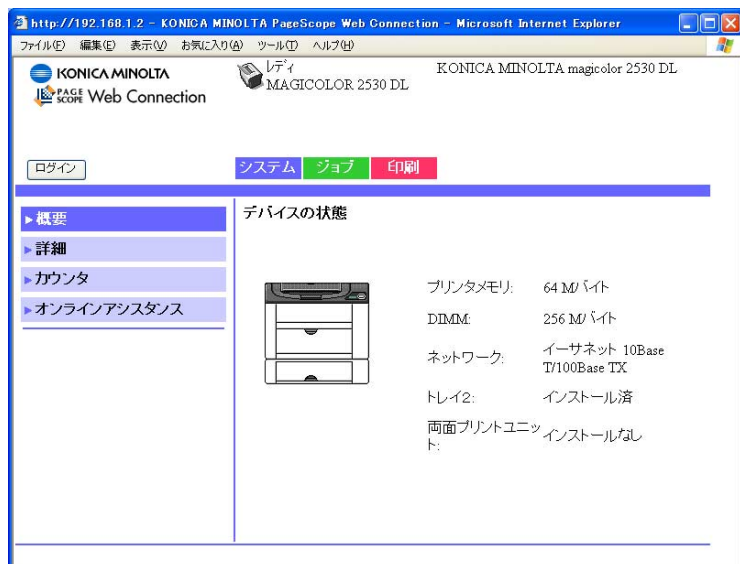 http://192.168.1.2 - KONICA MINOLTA PageScope Web Connection - Microsoft Internet Explorer
ファイル(F) 編集(E) 表示(V) お気に入り(A) ツール(T) ヘルプ(H)
KONICA MINOLTA
PAGE SCOPE Web Connection
レディ
MAGICOLOR 2530 DL
KONICA MINOLTA magicolor 2530 DL
ログイン
システム ジョブ 印刷
概要
詳細
カウンタ
オンラインアシスタンス
デバイスの状態
プリンタメモリ: 64 Mバイト
DIMM: 256 Mバイト
ネットワーク: イーサネット 10Base
T/100Base TX
トレイ2: インストール済
両面プリントユニッ
ト: インストールなし